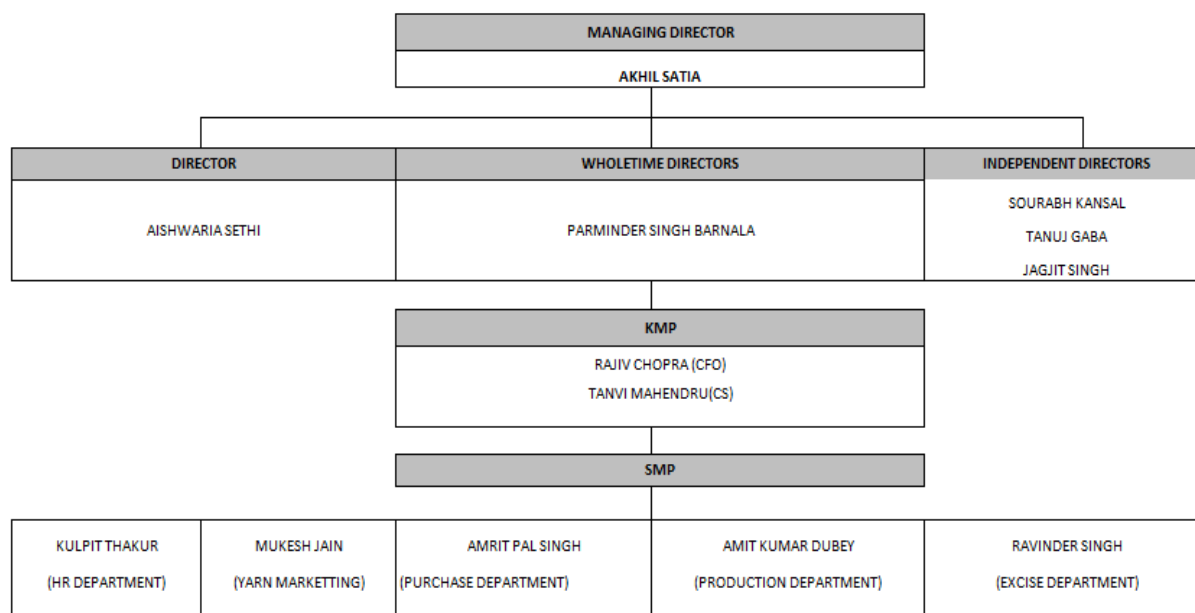 MANAGING DIRECTOR
AKHIL SATIA
DIRECTOR
WHOLETIME DIRECTORS
INDEPENDENT DIRECTORS
AISHWARIA SETHI
PARMINDER SINGH BARNALA
SOURABH KANSAL
TANUJ GABA
JAGJIT SINGH
KMP
RAJIV CHOPRA (CFO)
TANVI MAHENDRU(CS)
SMP
KULPIT THAKUR
(HR DEPARTMENT)
MUKESH JAIN
(YARN MARKETTING)
AMRIT PAL SINGH
(PURCHASE DEPARTMENT)
AMIT KUMAR DUBEY
(PRODUCTION DEPARTMENT)
RAVINDER SINGH
(EXCISE DEPARTMENT)